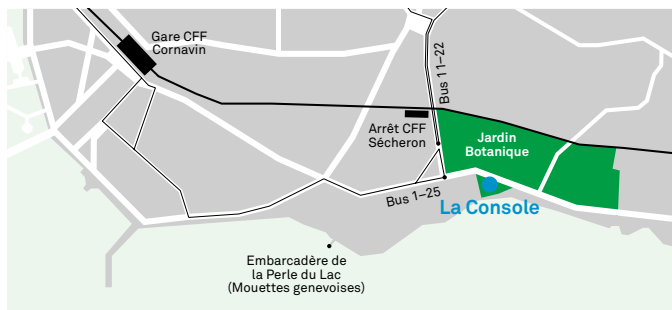 Gare CFF
Cornavin
Bus 11–22
Arrêt CFF
Sécheron
Jardin
Botanique
Bus 1–25
La Console
Embarcadère de
la Perle du Lac
(Mouettes genevoises)